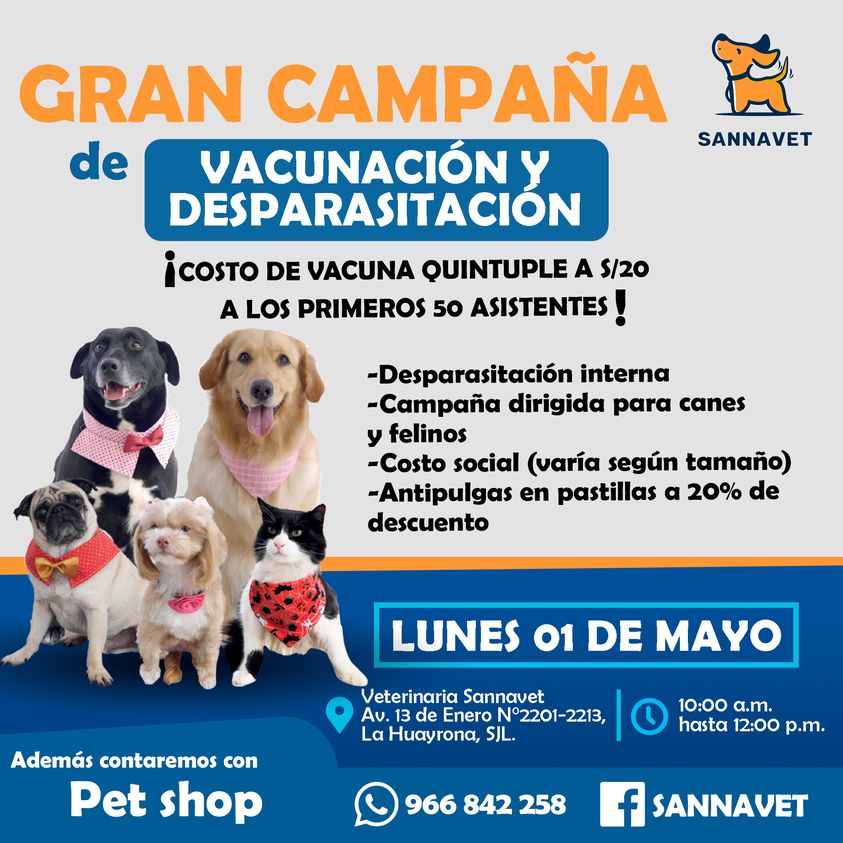 GRAN CAMPAÑA
SANNAVET
de VACUNACIÓN Y
DESPARASITACIÓN
¡COSTO DE VACUNA QUINTUPLE A S/20
A LOS PRIMEROS 50 ASISTENTES!
-Desparasitación interna
-Campaña dirigida para canes
y felinos
-Costo social (varía según tamaño)
-Antipulgas en pastillas a 20% de
descuento
LUNES 01 DE MAYO
Veterinaria Sannavet
Av. 13 de Enero N°2201-2213,
La Huayrona, SJL.
10:00 a.m.
hasta 12:00 p.m.
Además contaremos con
Pet shop
966 842 258
SANNAVET